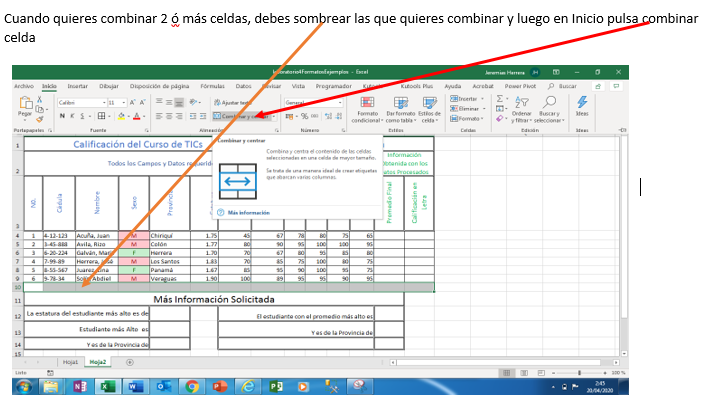 Cuando quieres combinar 2 ó más celdas, debes sombrear las que quieres combinar y luego en Inicio pulsa combinar
celda
Laboratorio4FormatosEjemplos - Excel
Jeremias Herrera JH
Archivo Inicio Insertar Dibujar Disposición de página Fórmulas Datos Revisar Vista Programador Kutools Plus Ayuda Acrobat Power Pivot Buscar
Calibri 11 Ajustar texto General Insertar
Pegar Formato Dar formato Estilos de Eliminar Ordenar Buscar y Ideas
N K S Combinar y centrar condicional como tabla celda Formato y filtrar seleccionar
Portapapeles Fuente Alineación Número Estilos Celdas Edición Ideas
Combinar y centrar
Combina y centra el contenido de las celdas
seleccionadas en una celda de mayor tamaño.
Se trata de una manera ideal de crear etiquetas
que abarcan varias columnas.
Más información
1 Calificación del Curso de TICs
2 Todos los Campos y Datos requerid
Información
Obtenida con los
Datos Procesados
3 N0. Cédula Nombre Sexo Provincia Promedio Final Calificación en Letra
4 1 4-12-123 Acuña, Juan M Chiriquí 1.75 45 67 78 80 75 65
5 2 3-45-888 Avila, Rizo M Colón 1.77 80 90 95 100 100 95
6 3 6-20-224 Galván, María F Herrera 1.70 70 67 80 95 85 80
7 4 7-99-89 Herrera, José M Los Santos 1.83 70 85 75 100 80 75
8 5 8-55-567 Juarez, Lina F Panamá 1.67 85 95 90 100 95 75
9 6 9-78-34 Solis, Abdiel M Veraguas 1.90 100 89 95 95 90 95
10
11 Más Información Solicitada
12 La estatura del estudiante más alto es de El estudiante con el promedio más alto es
13 Estudiante más Alto es Y es de la Provincia de
14 Y es de la Provincia de
15
Hoja1 Hoja2
Listo 100 %
2:45
20/04/2020